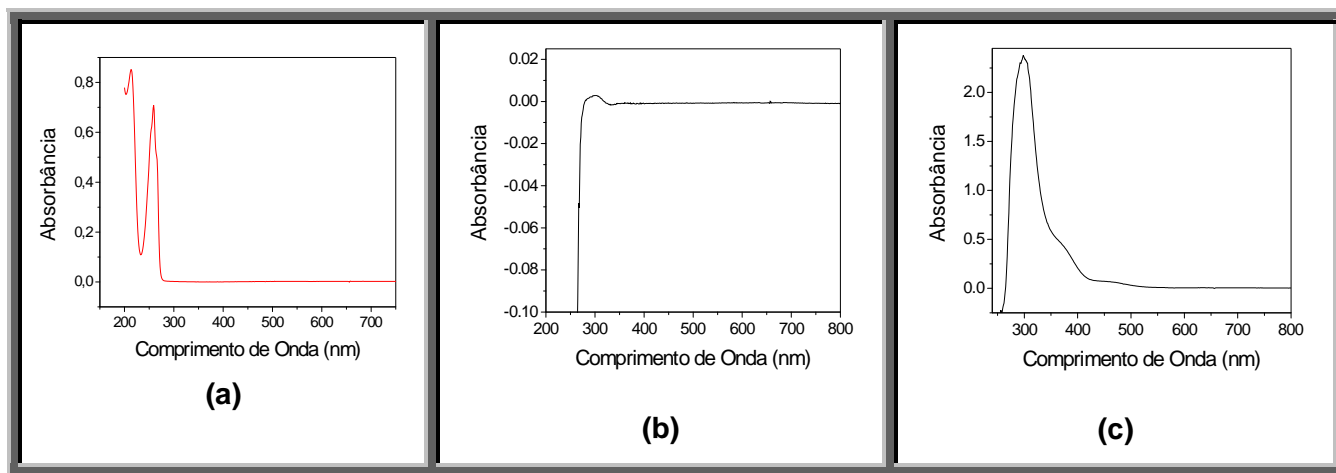 0,8
0,6
0,4
0,2
0,0
Absorbância
200 300 400 500 600 700
Comprimento de Onda (nm)
(a)
0.02
0.00
-0.02
-0.04
-0.06
-0.08
-0.10
Absorbância
200 300 400 500 600 700 800
Comprimento de Onda (nm)
(b)
2.0
1.5
1.0
0.5
0.0
Absorbância
300 400 500 600 700 800
Comprimento de Onda (nm)
(c)